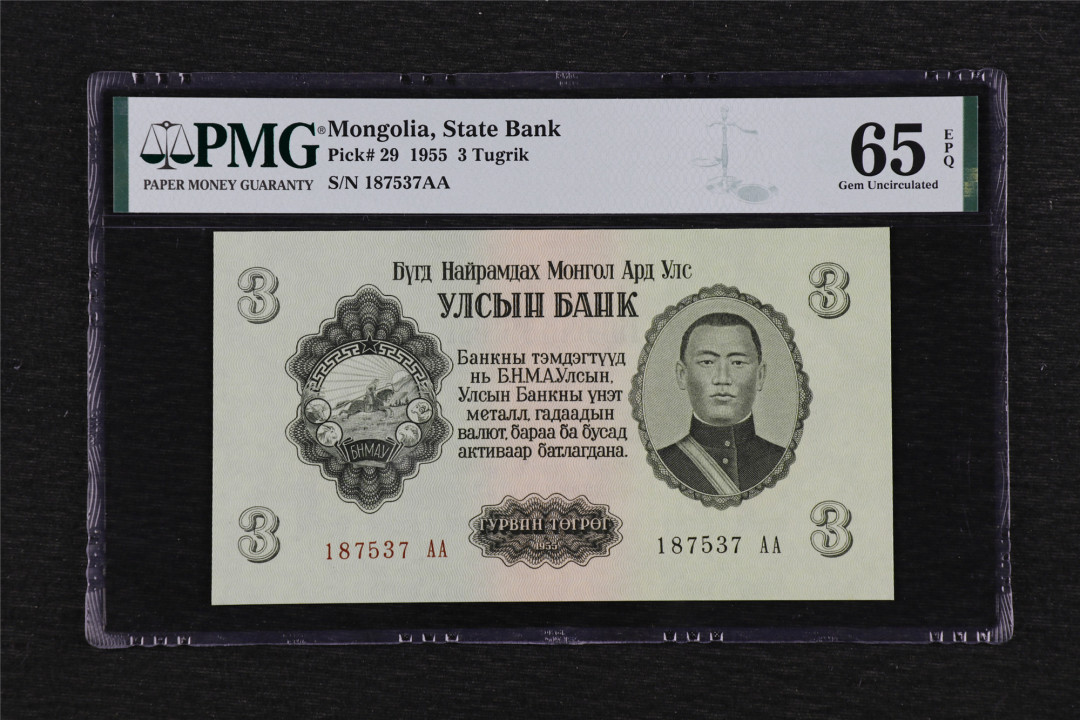 PMG®
PAPER MONEY GUARANTY
Mongolia, State Bank
Pick# 29 1955 3 Tugrik
S/N 187537AA
65
EPQ
Gem Uncirculated
3
3
Бүгд Найрамдах Монгол Ард Улс
УЛСЫН БАНК
Банкны тэмдэгтүүд
нь Б.Н.М.А.Улсын,
Улсын Банкны үнэт
металл, гадаадын
валют, бараа ба бусад
активаар батлагдана.
БНМАУ
3
3
ГУРВАН ТӨГРӨГ
1955
187537 АА
187537 АА